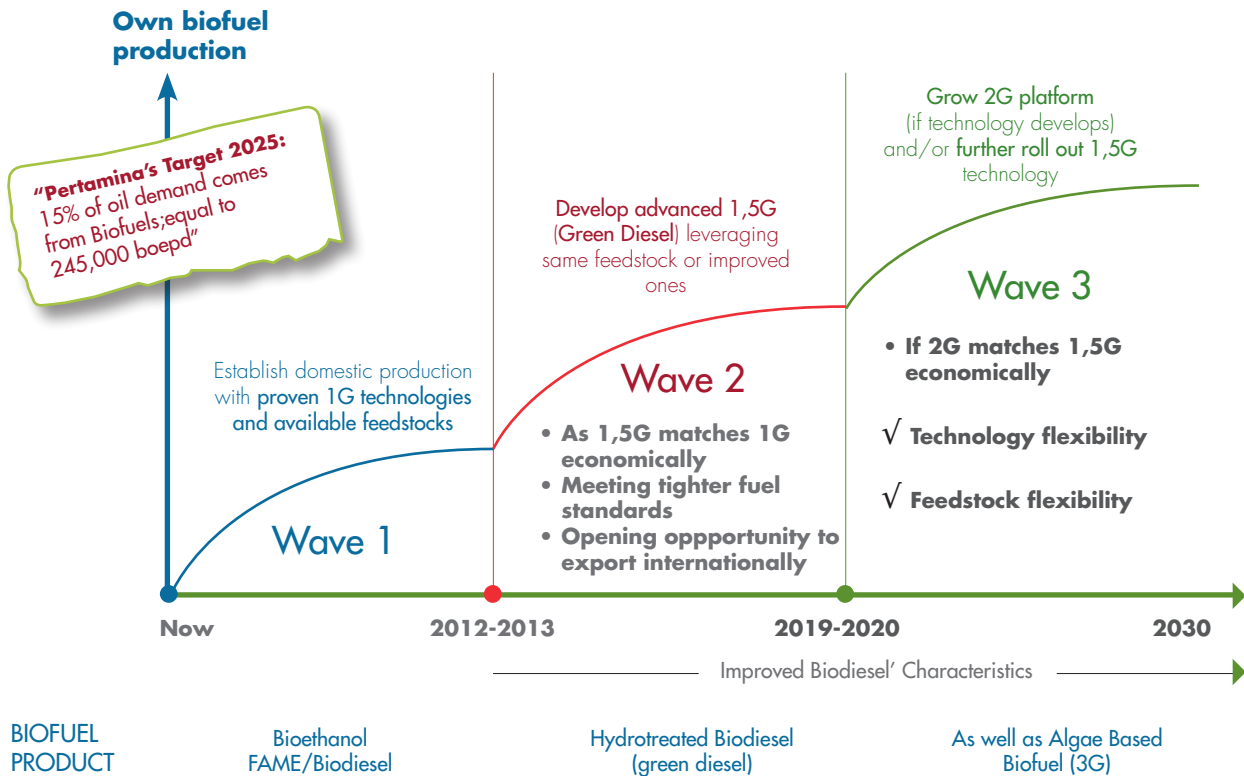 Own biofuel
production
"Pertamina's Target 2025:
15% of oil demand comes
from Biofuels;equal to
245,000 boepd"
Establish domestic production
with proven 1G technologies
and available feedstocks
Wave 1
Develop advanced 1,5G
(Green Diesel) leveraging
same feedstock or improved
ones
Wave 2
• As 1,5G matches 1G
economically
• Meeting tighter fuel
standards
• Opening oppportunity to
export internationally
Grow 2G platform
(if technology develops)
and/or further roll out 1,5G
technology
Wave 3
• If 2G matches 1,5G
economically
√ Technology flexibility
√ Feedstock flexibility
Now 2012-2013 2019-2020 2030
Improved Biodiesel' Characteristics
BIOFUEL
PRODUCT
Bioethanol
FAME/Biodiesel
Hydrotreated Biodiesel
(green diesel)
As well as Algae Based
Biofuel (3G)